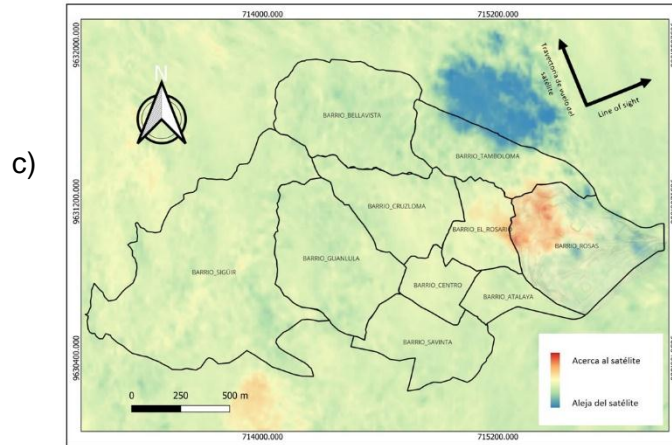 c)
714000.000
715200.000
9632000
9631200.000
9630400.000
N
Trayectoria de vuelo del
satélite
Line of sight
BARRIO_BELLAVISTA
BARRIO_TAMBOLOMA
BARRIO_CRUZLOMA
BARRIO_EL ROSARIO
BARRIO_ROSAS
BARRIO_GUANLULA
BARRIO_SIGÜIR
BARRIO_CENTRO
BARRIO_ATALAYA
BARRIO_SAVINTA
Acerca al satélite
Aleja del satélite
0
250
500 m
714000.000
715200.000